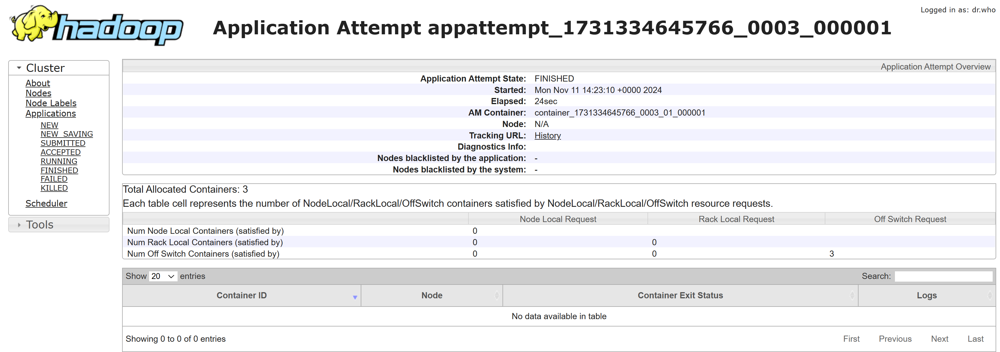 Logged in as: dr.who
hadoop
Application Attempt appattempt_1731334645766_0003_000001
Cluster
About
Nodes
Node Labels
Applications
NEW
NEW_SAVING
SUBMITTED
ACCEPTED
RUNNING
FINISHED
FAILED
KILLED
Scheduler
Tools
Application Attempt Overview
Application Attempt State: FINISHED
Started: Mon Nov 11 14:23:10 +0000 2024
Elapsed: 24sec
AM Container: container_1731334645766_0003_01_000001
Node: N/A
Tracking URL: History
Diagnostics Info:
Nodes blacklisted by the application: -
Nodes blacklisted by the system: -
Total Allocated Containers: 3
Each table cell represents the number of NodeLocal/RackLocal/OffSwitch containers satisfied by NodeLocal/RackLocal/OffSwitch resource requests.
Node Local Request Rack Local Request Off Switch Request
Num Node Local Containers (satisfied by) 0
Num Rack Local Containers (satisfied by) 0 0
Num Off Switch Containers (satisfied by) 0 0 3
Show 20 entries Search:
Container ID Node Container Exit Status Logs
No data available in table
Showing 0 to 0 of 0 entries First Previous Next Last